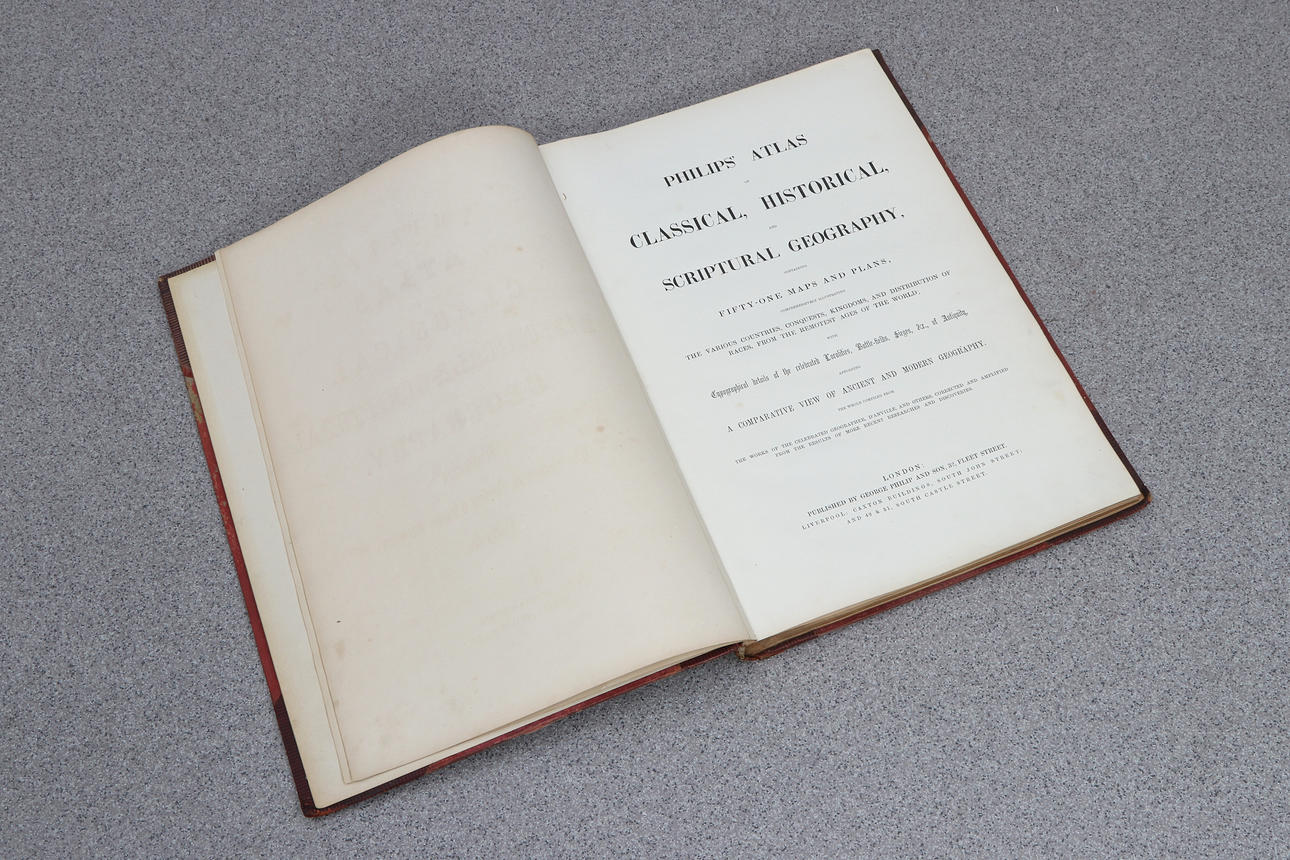 PHILIPS' ATLAS
OF
CLASSICAL, HISTORICAL,
AND
SCRIPTURAL GEOGRAPHY,
CONTAINING
FIFTY-ONE MAPS AND PLANS,
COMPREHENSIVELY ILLUSTRATING
THE VARIOUS COUNTRIES, CONQUESTS, KINGDOMS, AND DISTRIBUTION OF
RACES, FROM THE REMOTEST AGES OF THE WORLD,
WITH
Topographical details of the celebrated Localities, Battle-fields, Sieges, &c., of Antiquity,
AFFORDING
A COMPARATIVE VIEW OF ANCIENT AND MODERN GEOGRAPHY.
THE WHOLE COMPILED FROM
THE WORKS OF THE CELEBRATED GEOGRAPHER, D'ANVILLE, AND OTHERS, CORRECTED AND AMPLIFIED
FROM THE RESULTS OF MORE RECENT RESEARCHES AND DISCOVERIES.
LONDON:
PUBLISHED BY GEORGE PHILIP AND SON, 32, FLEET STREET.
LIVERPOOL: CAXTON BUILDINGS, SOUTH JOHN STREET,
AND 49 & 51, SOUTH CASTLE STREET.